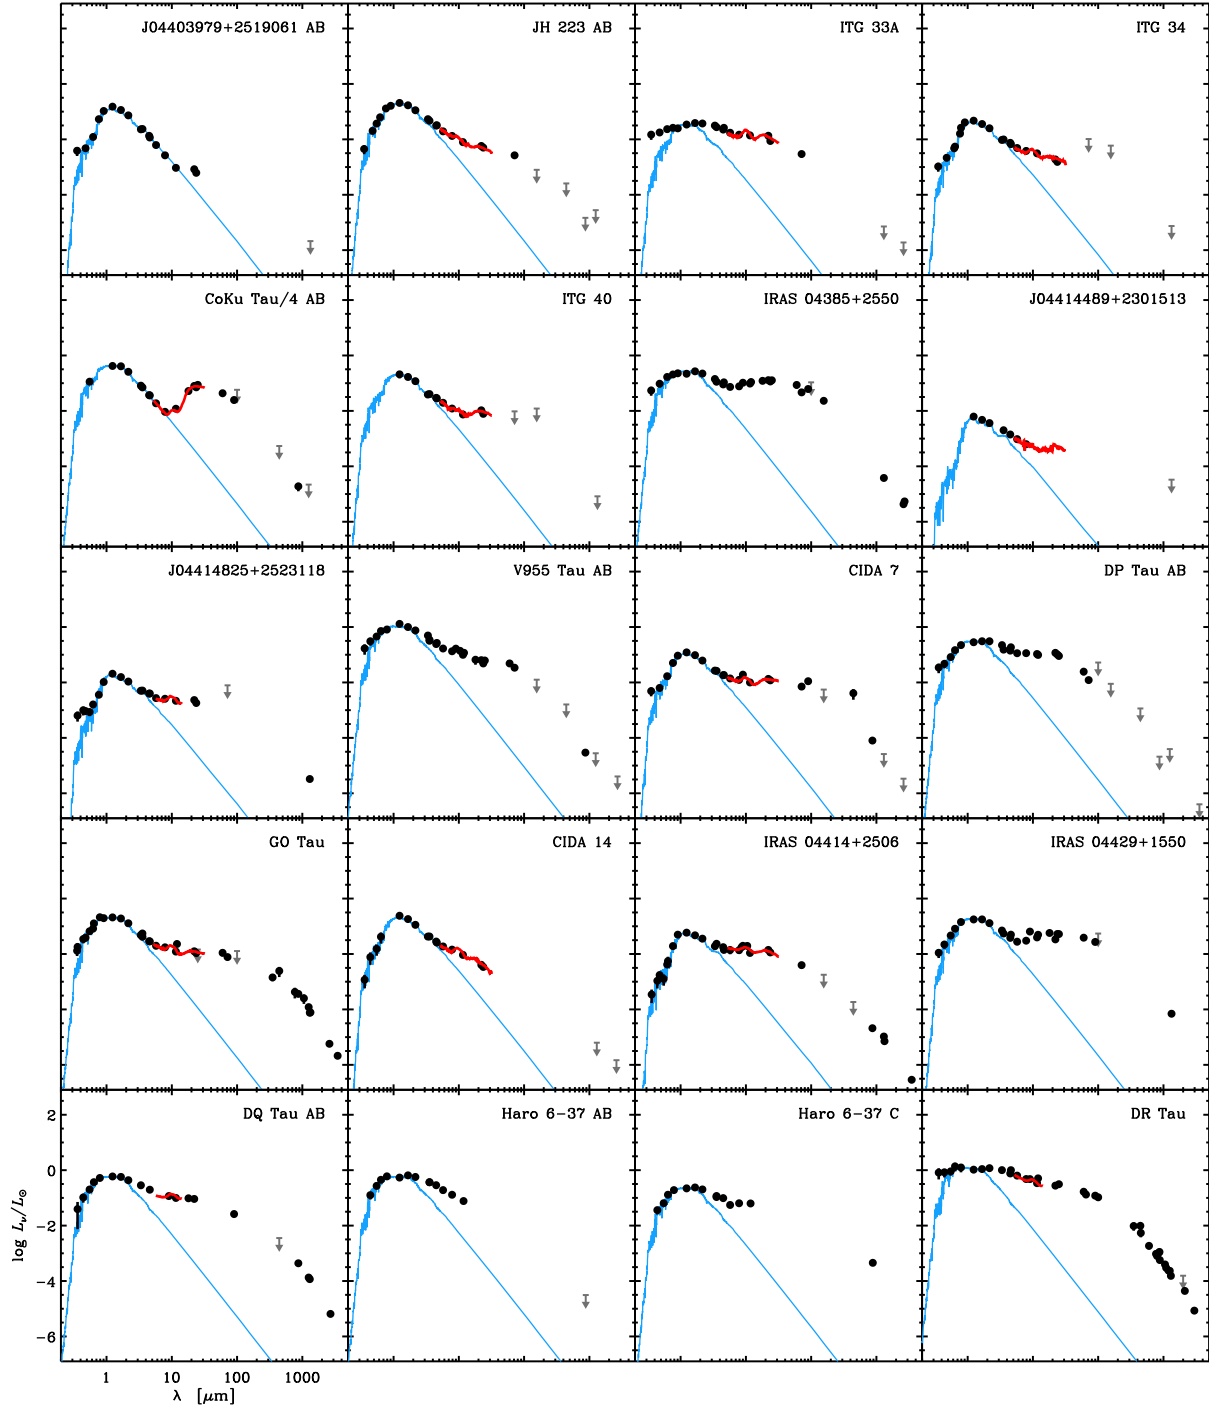 J04403979+2519061 AB
JH 223 AB
ITG 33A
ITG 34
CoKu Tau/4 AB
ITG 40
IRAS 04385+2550
J04414489+2301513
J04414825+2523118
V955 Tau AB
CIDA 7
DP Tau AB
GO Tau
CIDA 14
IRAS 04414+2506
IRAS 04429+1550
DQ Tau AB
Haro 6-37 AB
Haro 6-37 C
DR Tau
2
0
-2
-4
-6
log Lν/L⊙
1 10 100 1000
λ [μm]